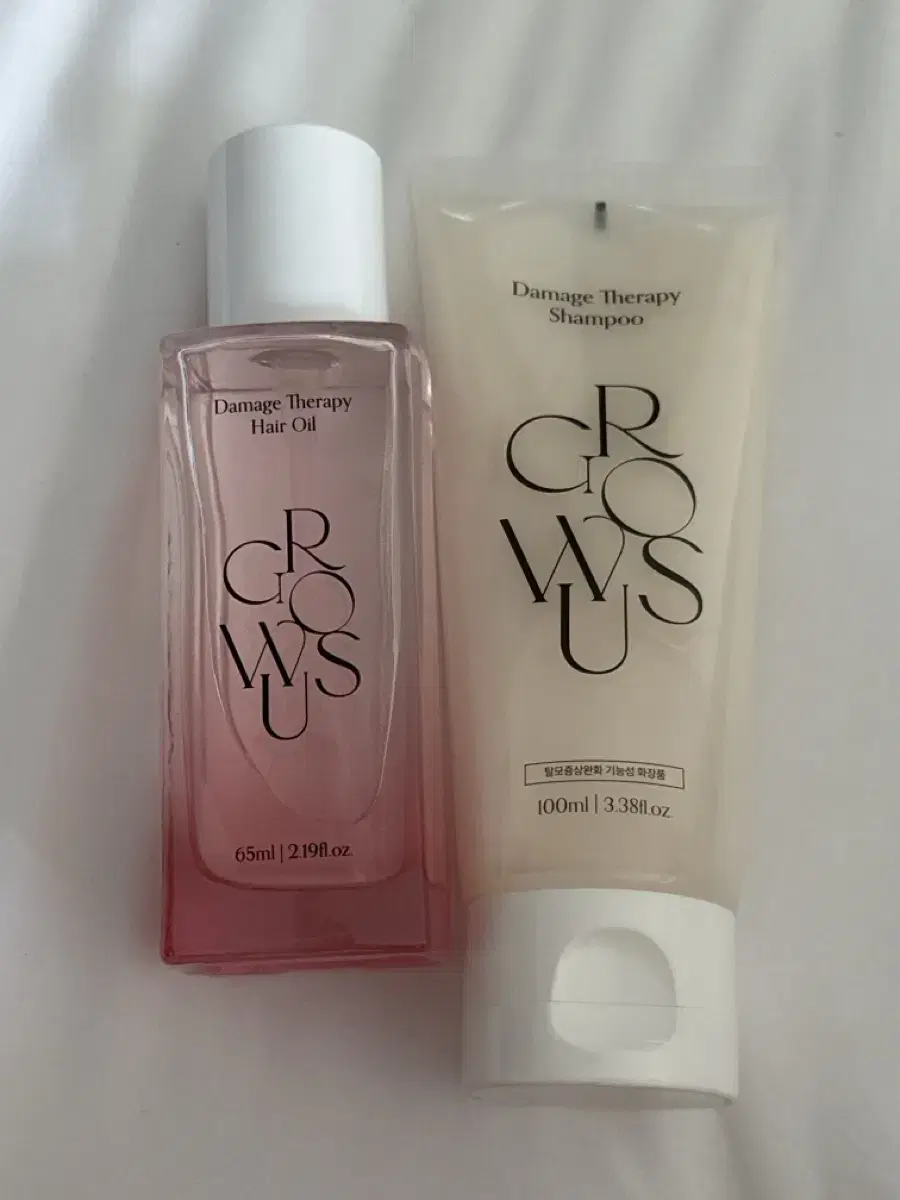 Damage Therapy
Hair Oil
GROWUS
65ml | 2.19fl.oz.
Damage Therapy
Shampoo
GROWUS
탈모증상완화 기능성 화장품
100ml | 3.38fl.oz.